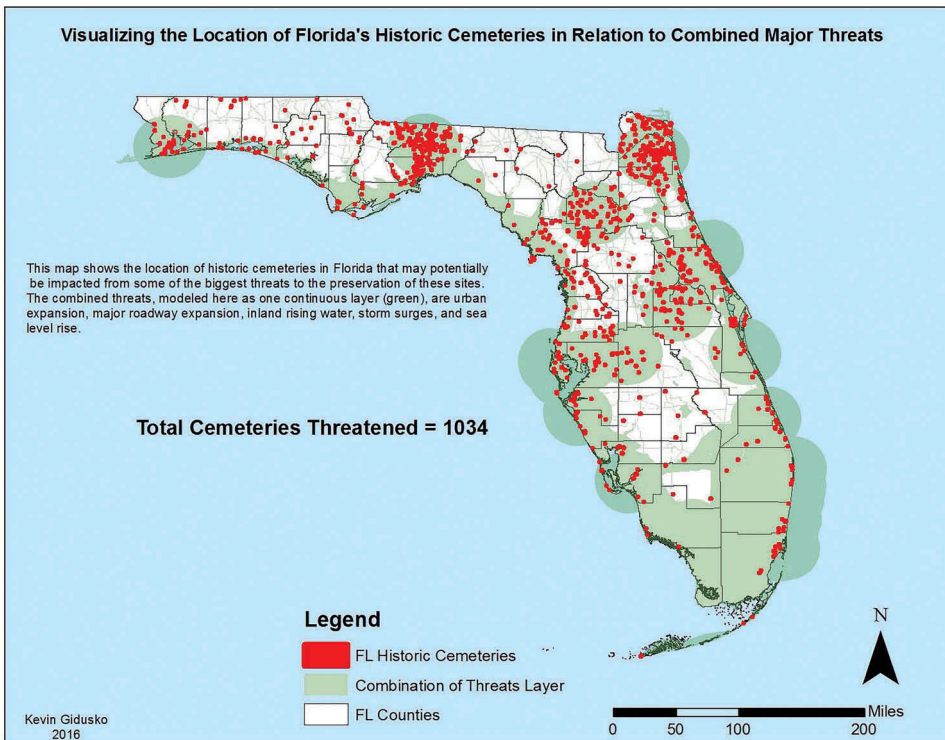 Visualizing the Location of Florida's Historic Cemeteries in Relation to Combined Major Threats
This map shows the location of historic cemeteries in Florida that may potentially
be impacted from some of the biggest threats to the preservation of these sites.
The combined threats, modeled here as one continuous layer (green), are urban
expansion, major roadway expansion, inland rising water, storm surges, and sea
level rise.
Total Cemeteries Threatened = 1034
Legend
FL Historic Cemeteries
Combination of Threats Layer
FL Counties
N
Miles
0 50 100 200
Kevin Gidusko
2016